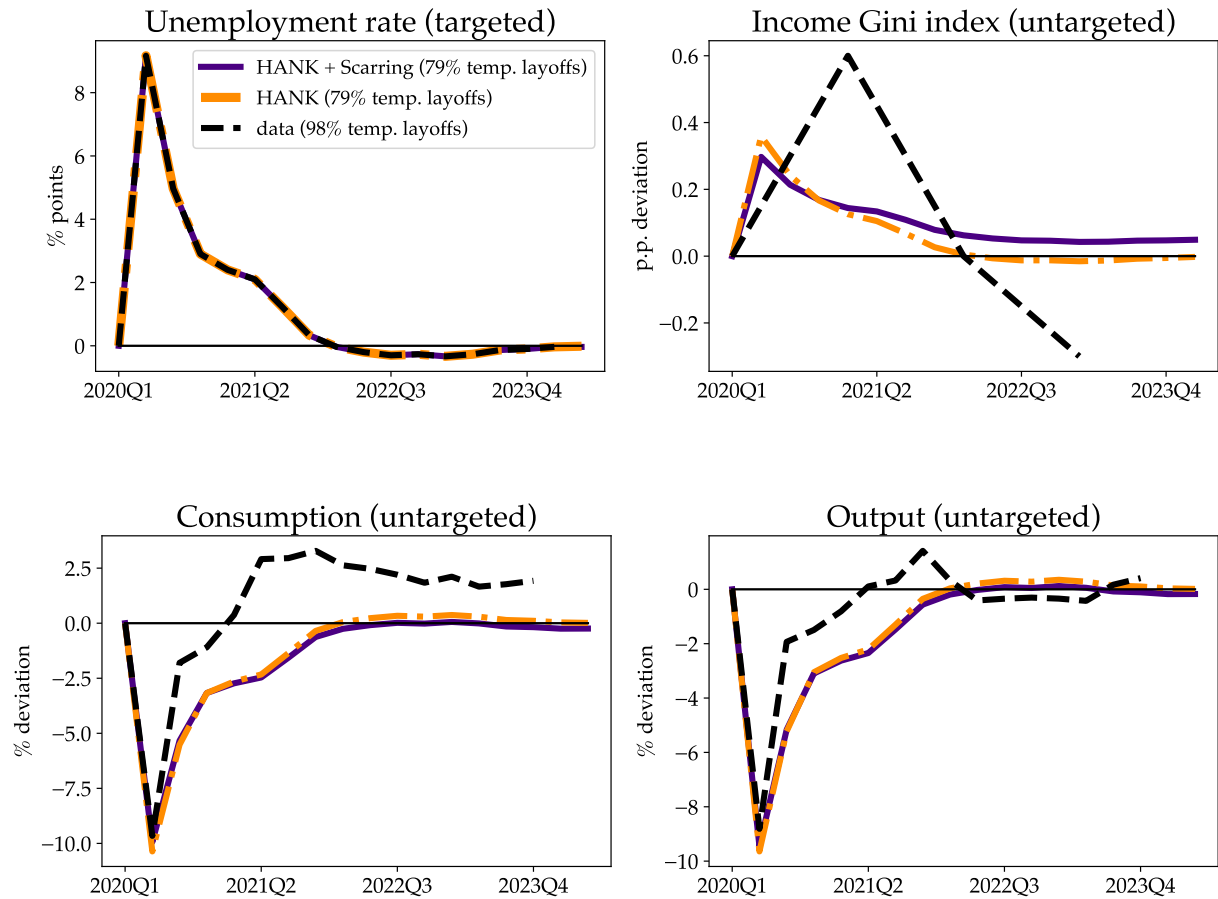 Unemployment rate (targeted)
% points
8
6
4
2
0
HANK + Scarring (79% temp. layoffs)
HANK (79% temp. layoffs)
data (98% temp. layoffs)
2020Q1 2021Q2 2022Q3 2023Q4
Income Gini index (untargeted)
p.p. deviation
0.6
0.4
0.2
0.0
−0.2
2020Q1 2021Q2 2022Q3 2023Q4
Consumption (untargeted)
% deviation
2.5
0.0
−2.5
−5.0
−7.5
−10.0
2020Q1 2021Q2 2022Q3 2023Q4
Output (untargeted)
% deviation
0
−2
−4
−6
−8
−10
2020Q1 2021Q2 2022Q3 2023Q4